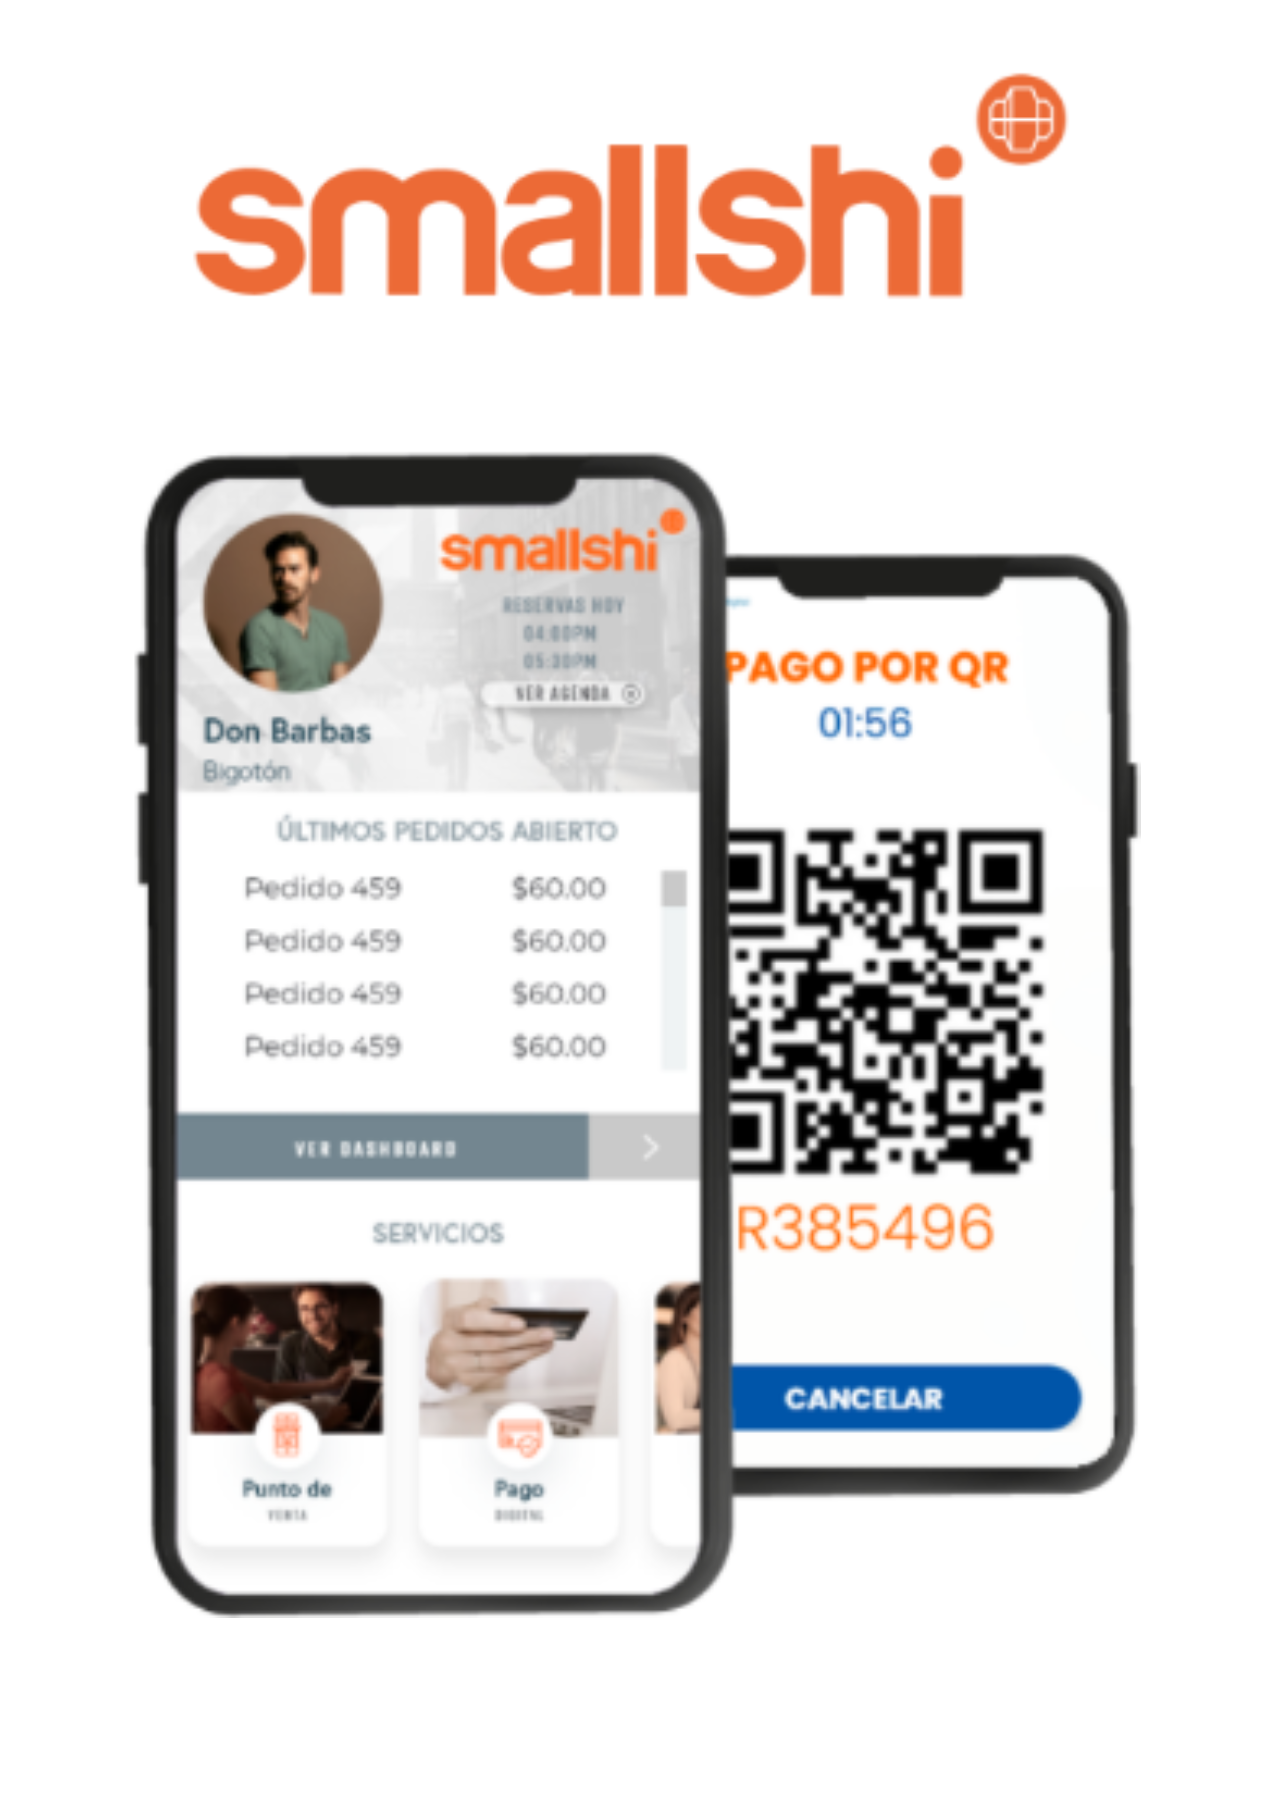 smallshi
smallshi
RESERVAS HOY
04:00PM
05:30PM
VER AGENDA
Don Barbas
Bigotón
ÚLTIMOS PEDIDOS ABIERTO
Pedido 459 $60.00
Pedido 459 $60.00
Pedido 459 $60.00
Pedido 459 $60.00
VER DASHBOARD
SERVICIOS
Punto de
VENTA
Pago
DIGITAL
PAGO POR QR
01:56
R385496
CANCELAR